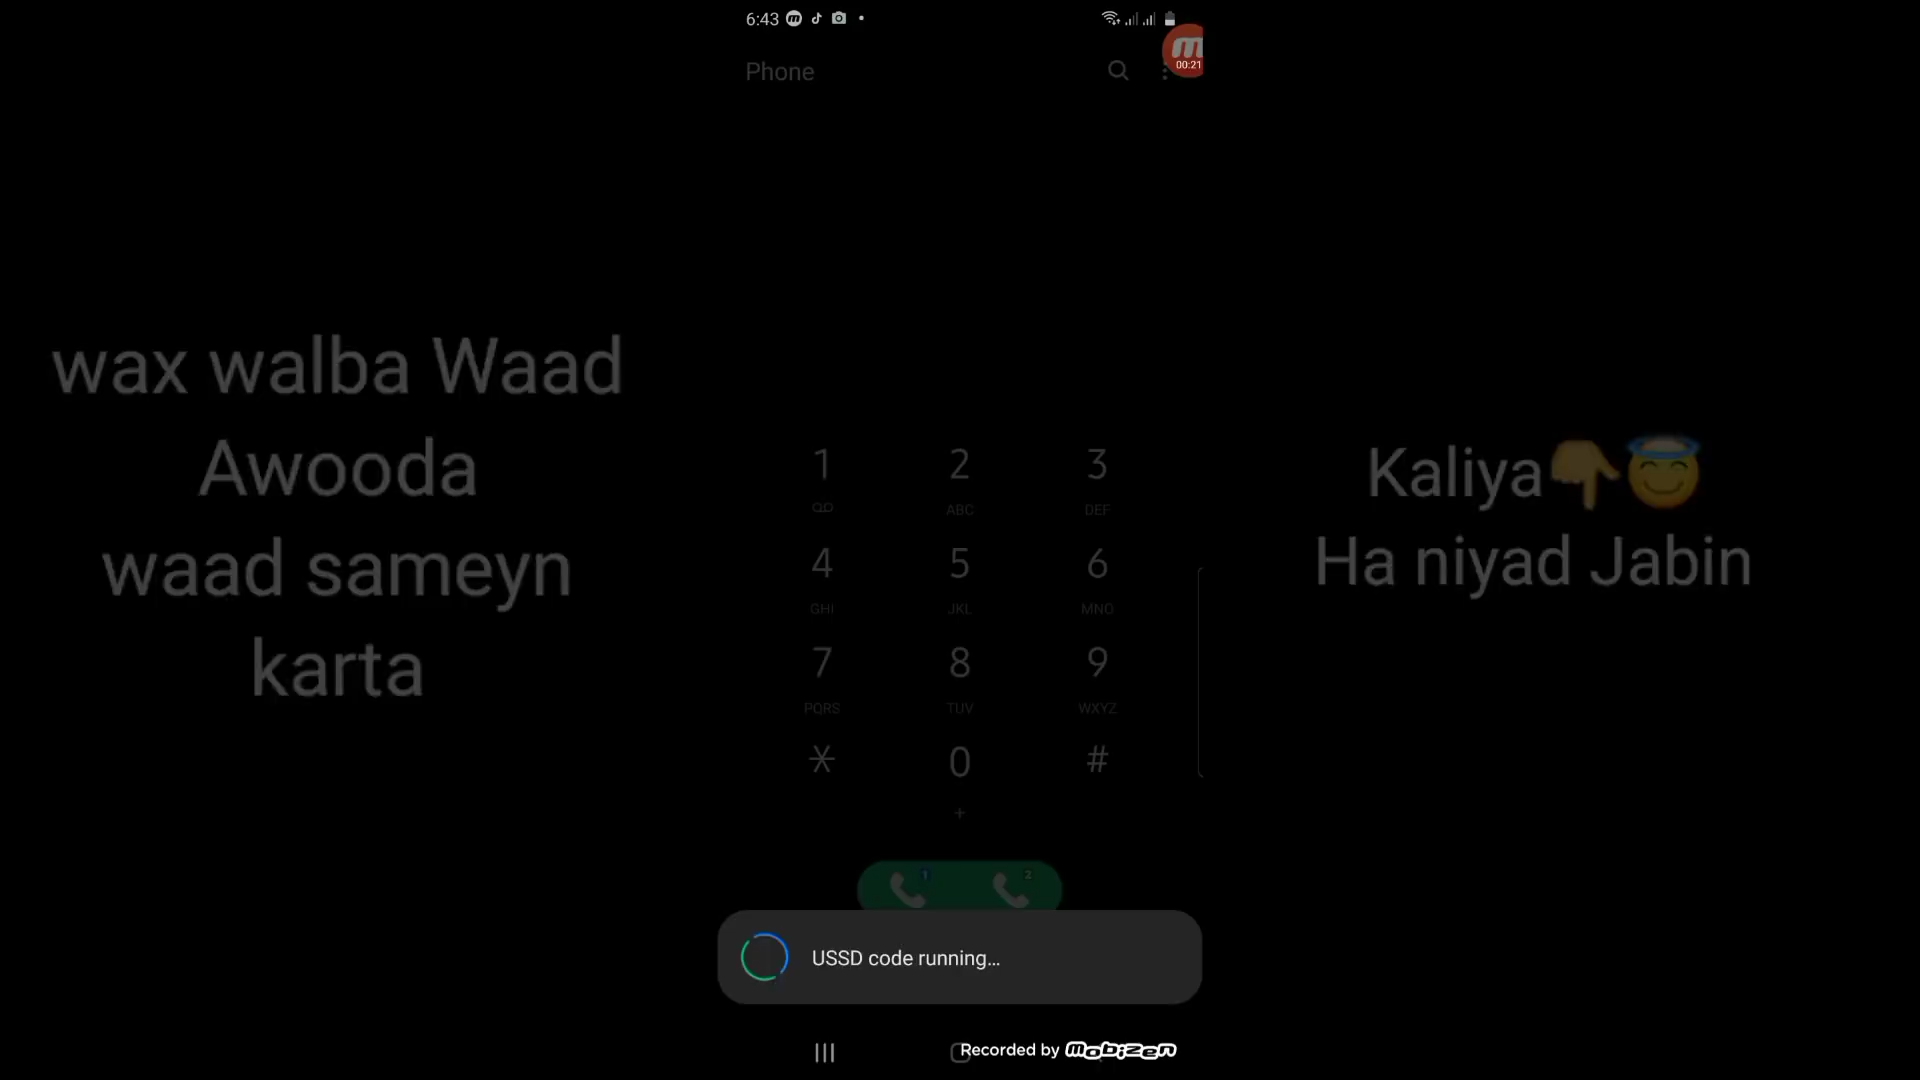 6:43
00:21
Phone
wax walba Waad
Awooda
waad sameyn
karta
Kaliya👇😇
Ha niyad Jabin
1 2 3
ABC DEF
4 5 6
GHI JKL MNO
7 8 9
PQRS TUV WXYZ
* 0 #
+
1 2
USSD code running...
Recorded by Mobizen